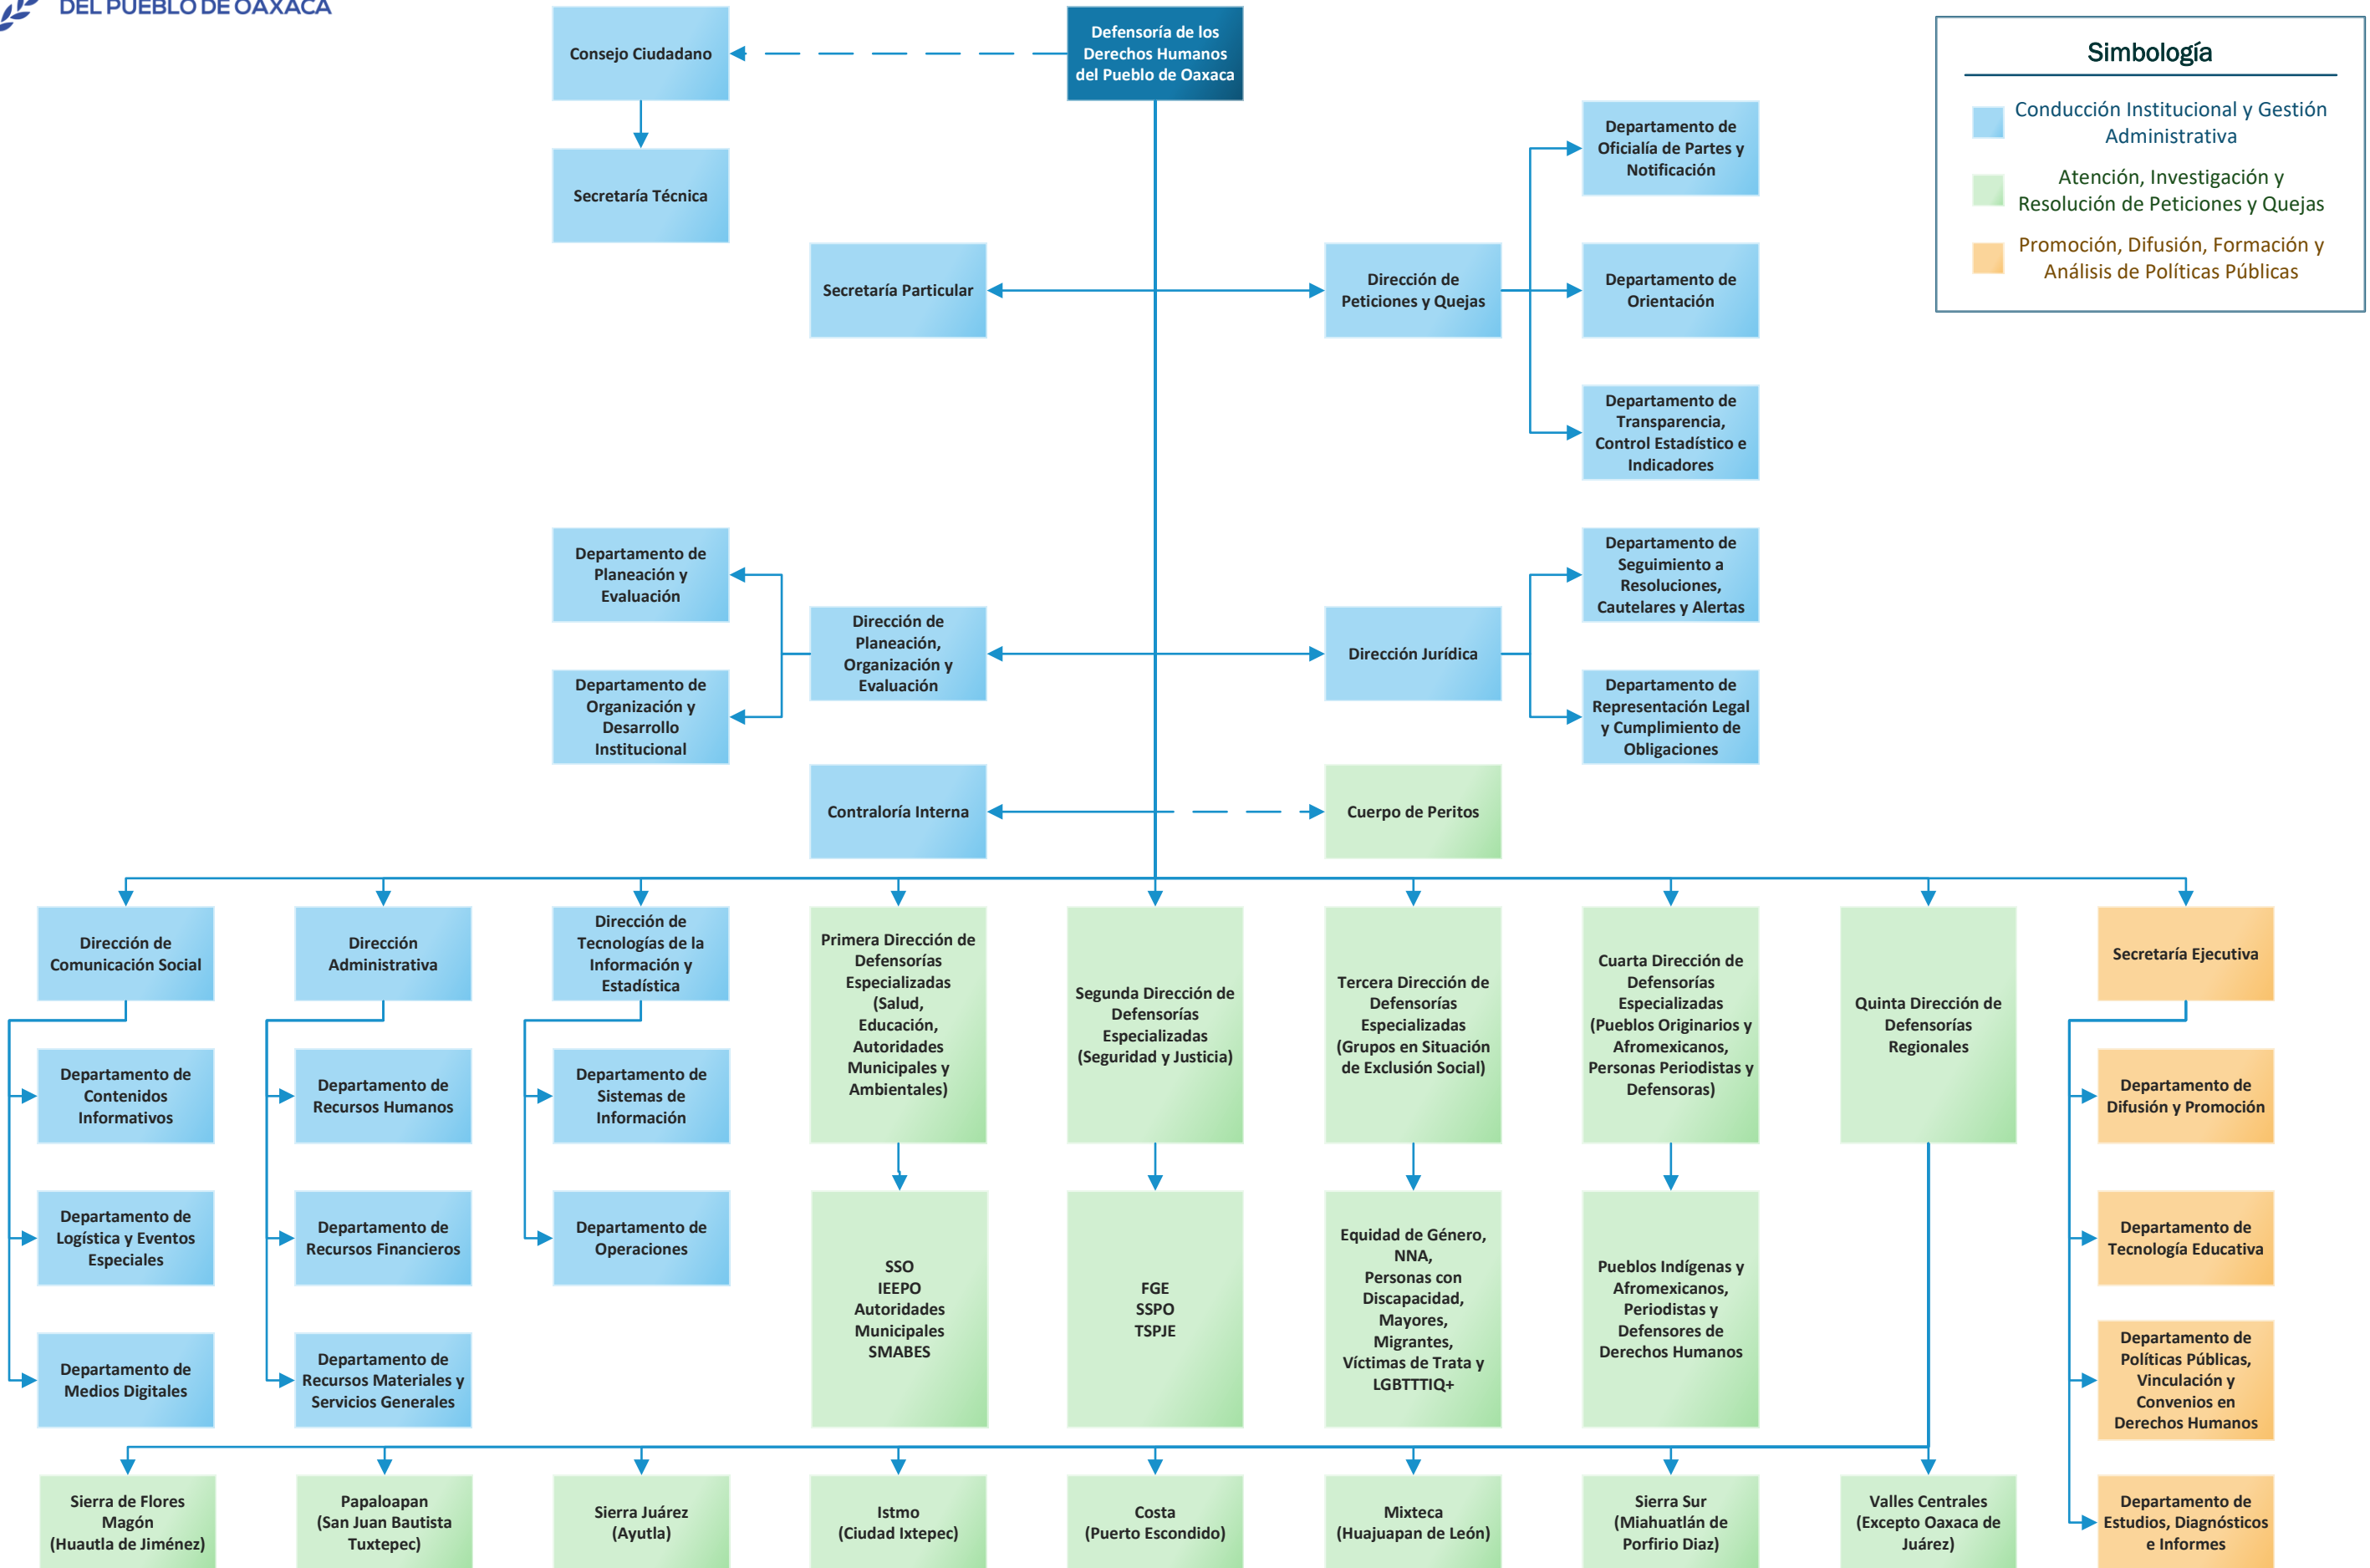 DEL PUEBLO DE OAXACA
Consejo Ciudadano
Defensoría de los
Derechos Humanos
del Pueblo de Oaxaca
Simbología
Conducción Institucional y Gestión
Administrativa
Atención, Investigación y
Resolución de Peticiones y Quejas
Promoción, Difusión, Formación y
Análisis de Políticas Públicas
Secretaría Técnica
Departamento de
Oficialía de Partes y
Notificación
Secretaría Particular
Dirección de
Peticiones y Quejas
Departamento de
Orientación
Departamento de
Transparencia,
Control Estadístico e
Indicadores
Departamento de
Planeación y
Evaluación
Departamento de
Seguimiento a
Resoluciones,
Cautelares y Alertas
Dirección de
Planeación,
Organización y
Evaluación
Dirección Jurídica
Departamento de
Organización y
Desarrollo
Institucional
Departamento de
Representación Legal
y Cumplimiento de
Obligaciones
Contraloría Interna
Cuerpo de Peritos
Dirección de
Comunicación Social
Dirección
Administrativa
Dirección de
Tecnologías de la
Información y
Estadística
Primera Dirección de
Defensorías
Especializadas
(Salud,
Educación,
Autoridades
Municipales y
Ambientales)
Segunda Dirección de
Defensorías
Especializadas
(Seguridad y Justicia)
Tercera Dirección de
Defensorías
Especializadas
(Grupos en Situación
de Exclusión Social)
Cuarta Dirección de
Defensorías
Especializadas
(Pueblos Originarios y
Afromexicanos,
Personas Periodistas y
Defensoras)
Quinta Dirección de
Defensorías
Regionales
Secretaría Ejecutiva
Departamento de
Contenidos
Informativos
Departamento de
Recursos Humanos
Departamento de
Sistemas de
Información
Departamento de
Difusión y Promoción
Departamento de
Logística y Eventos
Especiales
Departamento de
Recursos Financieros
Departamento de
Operaciones
SSO
IEEPO
Autoridades
Municipales
SMABES
FGE
SSPO
TSPJE
Equidad de Género,
NNA,
Personas con
Discapacidad,
Mayores,
Migrantes,
Víctimas de Trata y
LGBTTTIQ+
Pueblos Indígenas y
Afromexicanos,
Periodistas y
Defensores de
Derechos Humanos
Departamento de
Tecnología Educativa
Departamento de
Medios Digitales
Departamento de
Recursos Materiales y
Servicios Generales
Departamento de
Políticas Públicas,
Vinculación y
Convenios en
Derechos Humanos
Sierra de Flores
Magón
(Huautla de Jiménez)
Papaloapan
(San Juan Bautista
Tuxtepec)
Sierra Juárez
(Ayutla)
Istmo
(Ciudad Ixtepec)
Costa
(Puerto Escondido)
Mixteca
(Huajuapan de León)
Sierra Sur
(Miahuatlán de
Porfirio Diaz)
Valles Centrales
(Excepto Oaxaca de
Juárez)
Departamento de
Estudios, Diagnósticos
e Informes